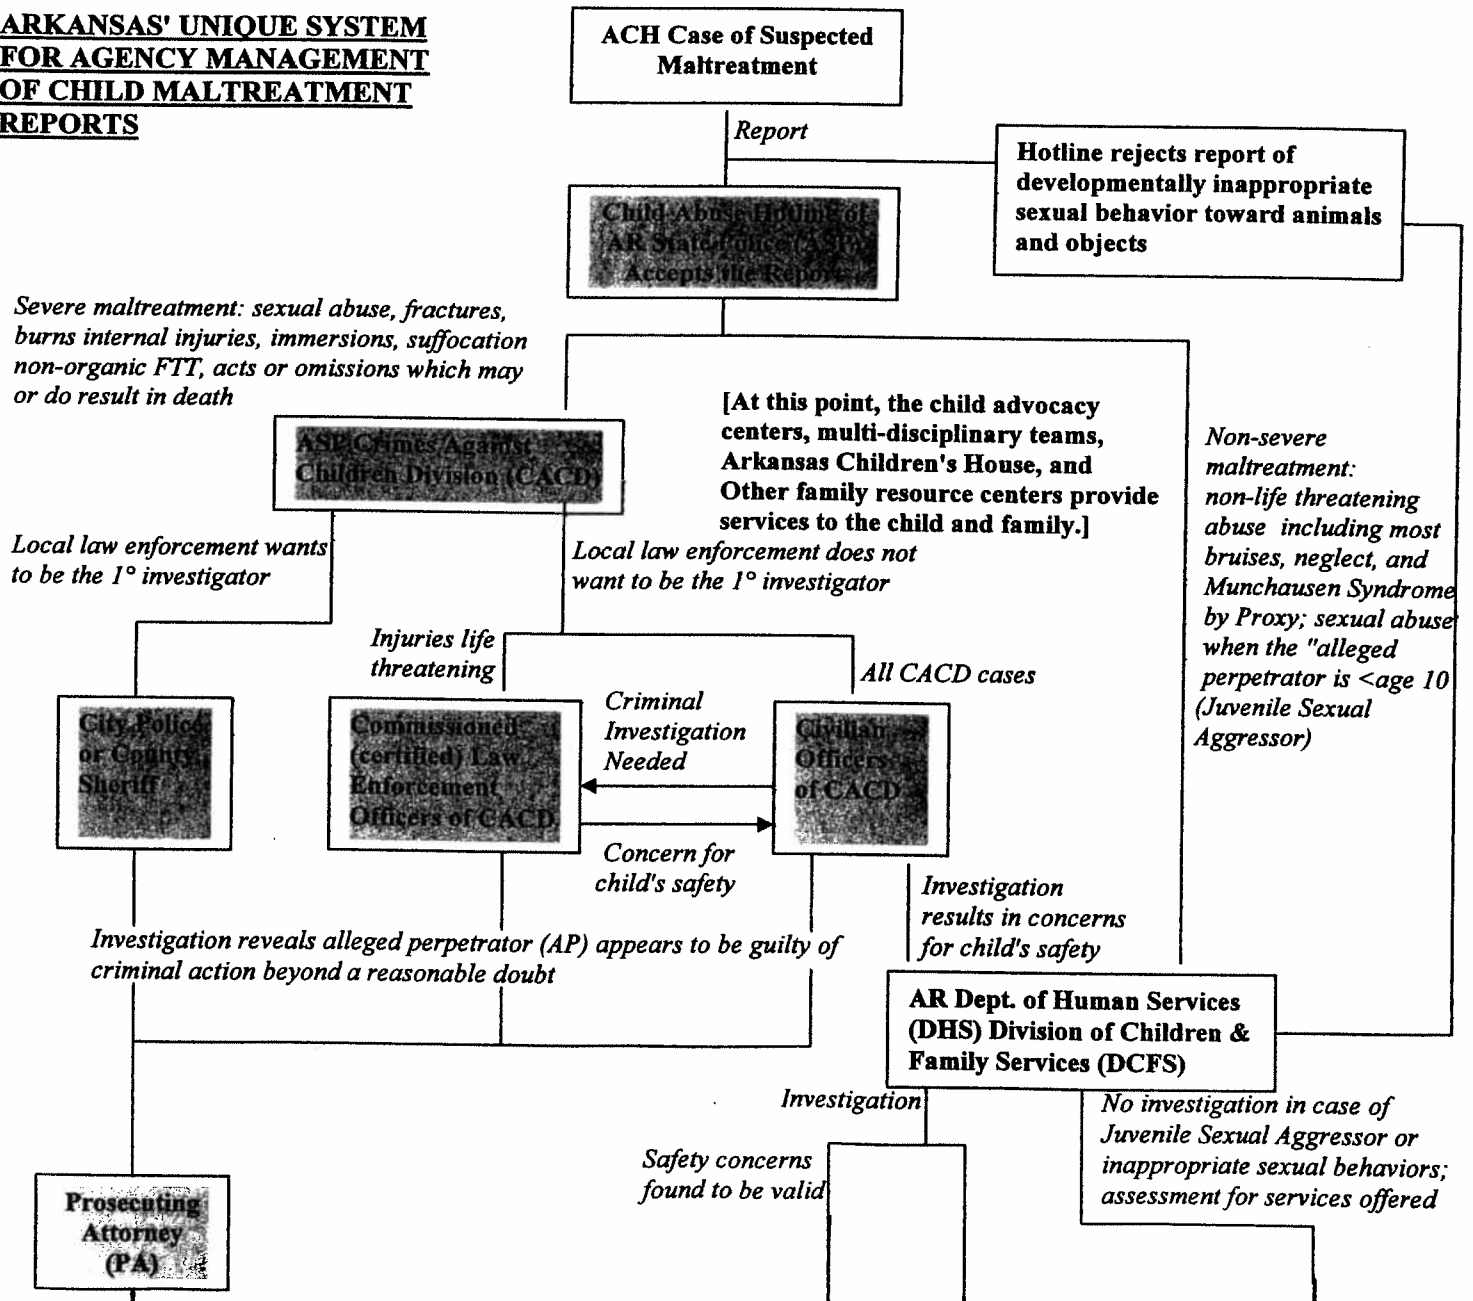 ARKANSAS' UNIQUE SYSTEM
FOR AGENCY MANAGEMENT
OF CHILD MALTREATMENT
REPORTS
ACH Case of Suspected
Maltreatment
Report
Hotline rejects report of
developmentally inappropriate
sexual behavior toward animals
and objects
Child Abuse Hotline of
AR State Police (ASP)
Accepts the Report
Severe maltreatment: sexual abuse, fractures,
burns internal injuries, immersions, suffocation
non-organic FTT, acts or omissions which may
or do result in death
[At this point, the child advocacy
centers, multi-disciplinary teams,
Arkansas Children's House, and
Other family resource centers provide
services to the child and family.]
Non-severe
maltreatment:
non-life threatening
abuse including most
bruises, neglect, and
Munchausen Syndrome
by Proxy; sexual abuse
when the "alleged
perpetrator is <age 10
(Juvenile Sexual
Aggressor)
ASP Crimes Against
Children Division (CACD)
Local law enforcement wants
to be the 1° investigator
Local law enforcement does not
want to be the 1° investigator
Injuries life
threatening
All CACD cases
City Police
or County
Sheriff
Commissioned
(certified) Law
Enforcement
Officers of CACD
Criminal
Investigation
Needed
Civilian
Officers
of CACD
Concern for
child's safety
Investigation
results in concerns
for child's safety
Investigation reveals alleged perpetrator (AP) appears to be guilty of
criminal action beyond a reasonable doubt
AR Dept. of Human Services
(DHS) Division of Children &
Family Services (DCFS)
Investigation
No investigation in case of
Juvenile Sexual Aggressor or
inappropriate sexual behaviors;
assessment for services offered
Safety concerns
found to be valid
Prosecuting
Attorney
(PA)